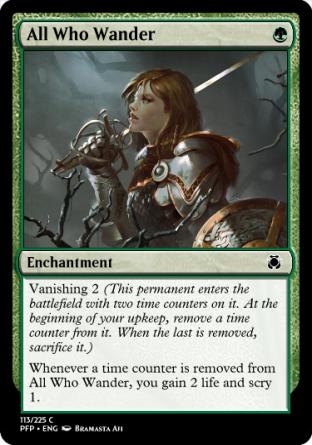 All Who Wander
Enchantment
Vanishing 2 (This permanent enters the
battlefield with two time counters on it. At the
beginning of your upkeep, remove a time
counter from it. When the last is removed,
sacrifice it.)
Whenever a time counter is removed from
All Who Wander, you gain 2 life and scry
1.
113/225 C
PFP • ENG Bramasta Aji